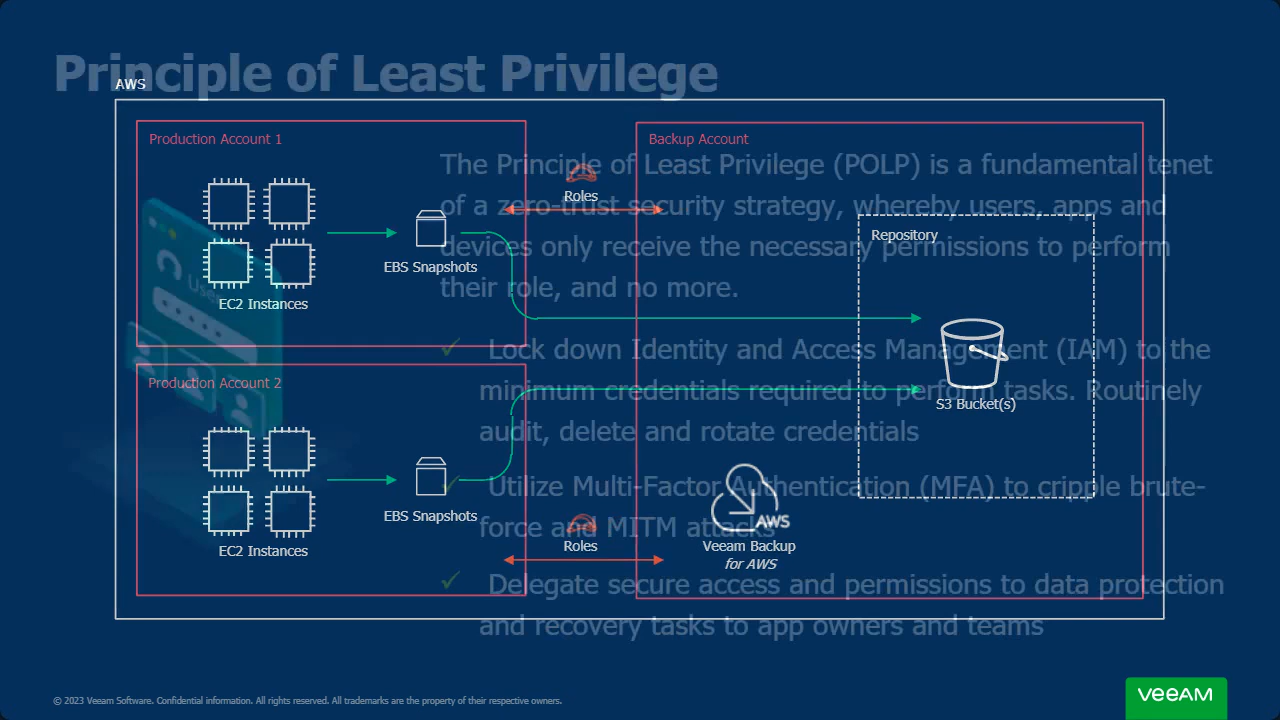 Principle of Least Privilege
AWS
Production Account 1
Backup Account
The Principle of Least Privilege (POLP) is a fundamental tenet
of a zero-trust security strategy, whereby users, apps and
devices only receive the necessary permissions to perform
their role, and no more.
Roles
Repository
EBS Snapshots
EC2 Instances
User
✓ Lock down Identity and Access Management (IAM) to the
minimum credentials required to perform tasks. Routinely
audit, delete and rotate credentials
Production Account 2
S3 Bucket(s)
✓ Utilize Multi-Factor Authentication (MFA) to cripple brute-
force and MITM attacks
EBS Snapshots
EC2 Instances
Roles
AWS
Veeam Backup
for AWS
✓ Delegate secure access and permissions to data protection
and recovery tasks to app owners and teams
© 2023 Veeam Software. Confidential information. All rights reserved. All trademarks are the property of their respective owners.
veeAM